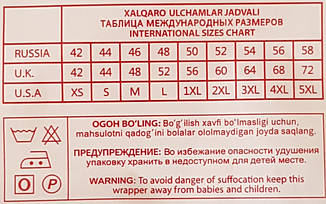 XALQARO ULCHAMLAR JADVALI
ТАБЛИЦА МЕЖДУНАРОДНЫХ РАЗМЕРОВ
INTERNATIONAL SIZES CHART
RUSSIA 42 44 46 48 50 52 54 56 58
U.K. 42 44 48 52 56 60 64 68 72
U.S.A XS S M L 1XL 2XL 3XL 4XL 5XL
OGOH BO'LING: Bo'g'ilish xavfi bo'lmasligi uchun,
mahsulotni qadog'ini bolalar ololmaydigan joyda saqlang.
ПРЕДУПРЕЖДЕНИЕ: Во избежание опасности удушения
упаковку хранить в недоступном для детей месте.
WARNING: To avoid danger of suffocation keep this
wrapper away from babies and children.
O P